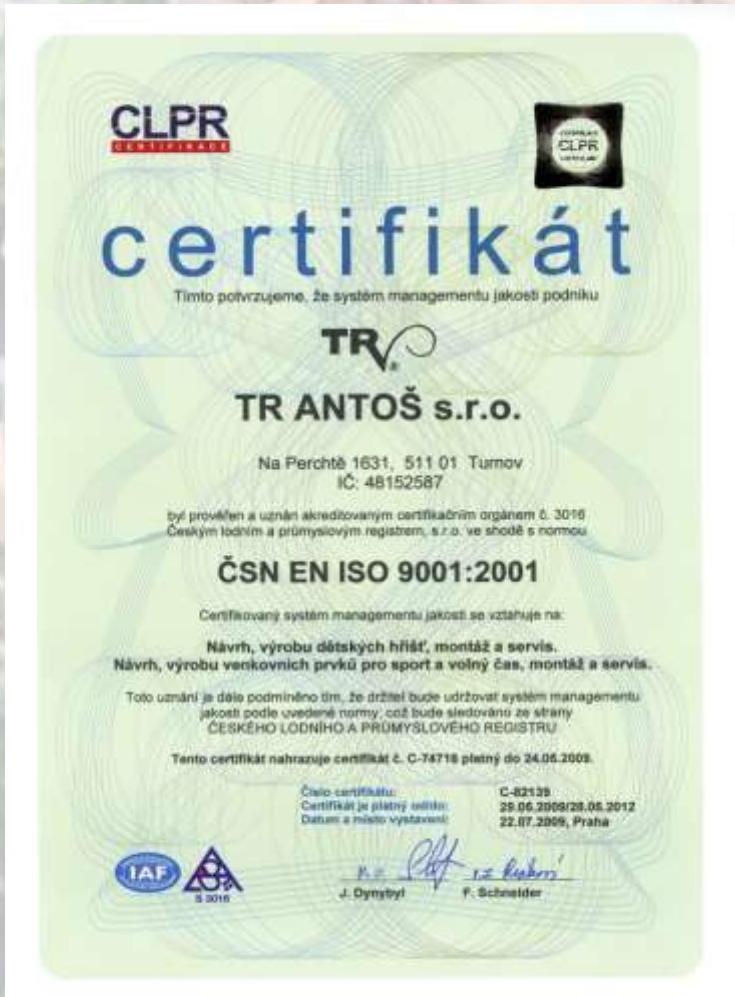 CLPR
CERTIFIKACE
CLPR
certifikát
Tímto potvrzujeme, že systém managementu jakosti podniku
TR
®
TR ANTOŠ s.r.o.
Na Perchtě 1631, 511 01 Turnov
IČ: 48152587
byl prověřen a uznán akreditovaným certifikačním orgánem č. 3016
Českým lodním a průmyslovým registrem, s.r.o. ve shodě s normou
ČSN EN ISO 9001:2001
Certifikovaný systém managementu jakosti se vztahuje na:
Návrh, výrobu dětských hřišť, montáž a servis.
Návrh, výrobu venkovních prvků pro sport a volný čas, montáž a servis.
Toto uznání je dále podmíněno tím, že držitel bude udržovat systém managementu
jakosti podle uvedené normy, což bude sledováno ze strany
ČESKÉHO LODNÍHO A PRŮMYSLOVÉHO REGISTRU
Tento certifikát nahrazuje certifikát č. C-74718 platný do 24.06.2009.
Číslo certifikátu: C-82139
Certifikát je platný od/do: 29.06.2009/28.06.2012
Datum a místo vystavení: 22.07.2009, Praha
IAF
S 3016
J. Dynybyl F. Schneider